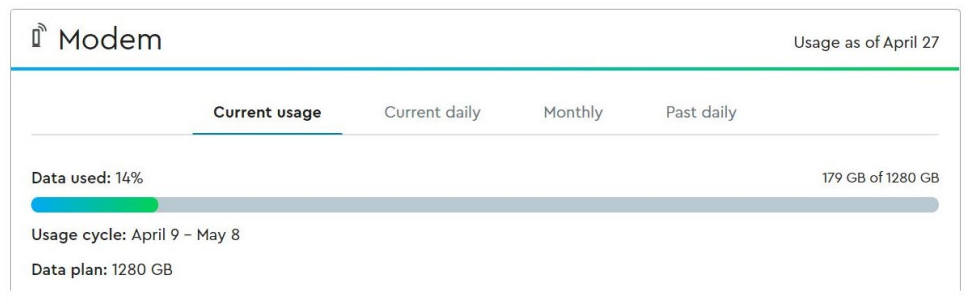 Modem
Usage as of April 27
Current usage Current daily Monthly Past daily
Data used: 14% 179 GB of 1280 GB
Usage cycle: April 9 – May 8
Data plan: 1280 GB